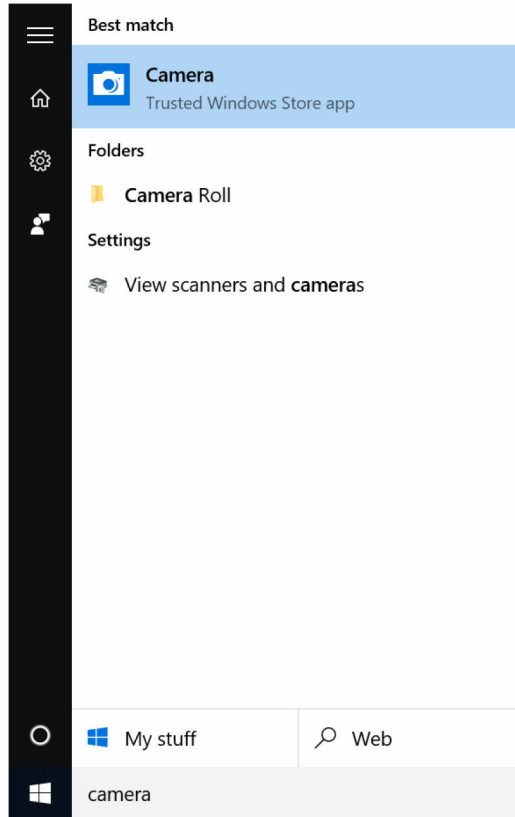 Best match
Camera
Trusted Windows Store app
Folders
Camera Roll
Settings
View scanners and cameras
My stuff
Web
camera